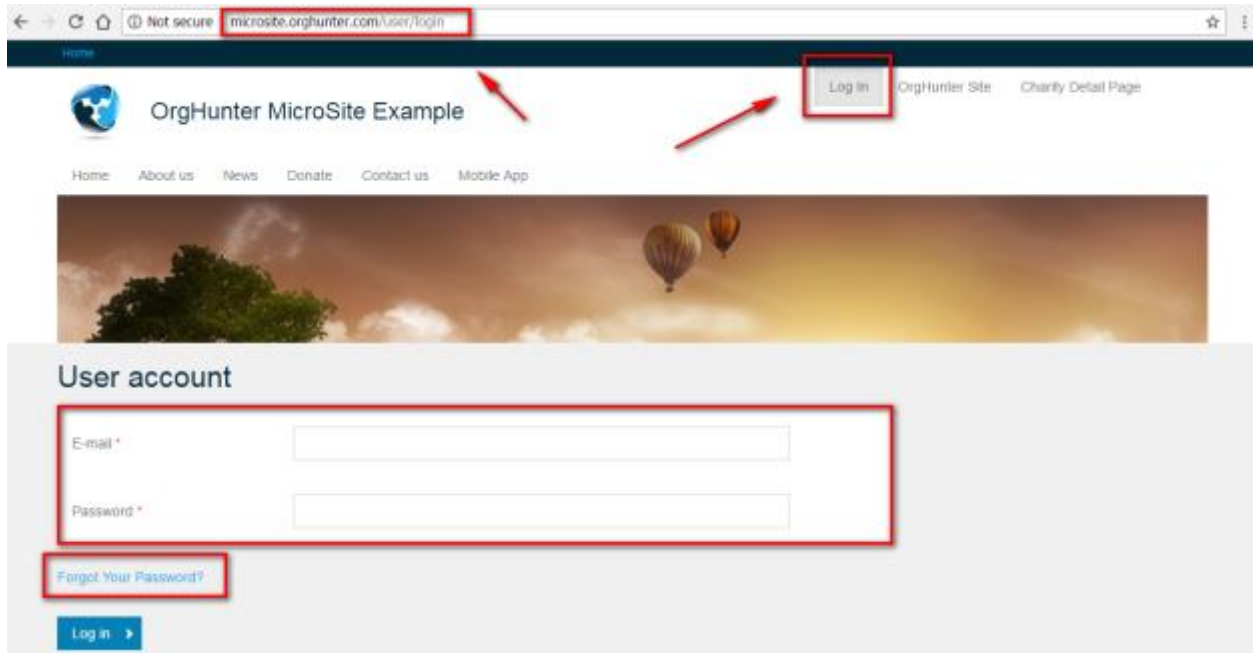 Not secure microsite.orghunter.com/user/login
Home
Log In OrgHunter Site Charity Detail Page
OrgHunter MicroSite Example
Home About us News Donate Contact us Mobile App
User account
E-mail *
Password *
Forgot Your Password?
Log in